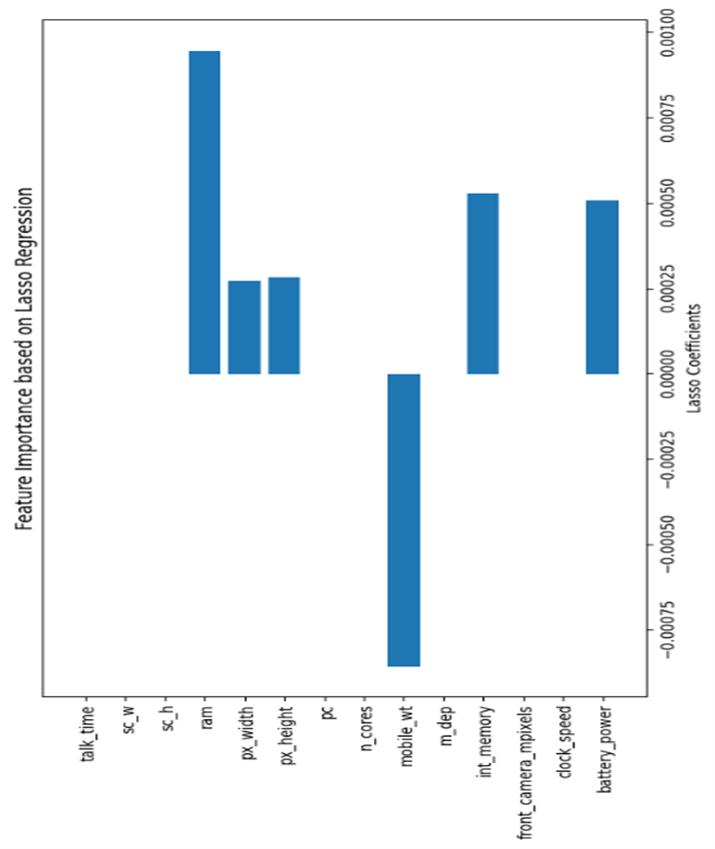 Feature Importance based on Lasso Regression
talk_time
sc_w
sc_h
ram
px_width
px_height
pc
n_cores
mobile_wt
m_dep
int_memory
front_camera_mpixels
clock_speed
battery_power
−0.00075
−0.00050
−0.00025
0.00000
0.00025
0.00050
0.00075
0.00100
Lasso Coefficients